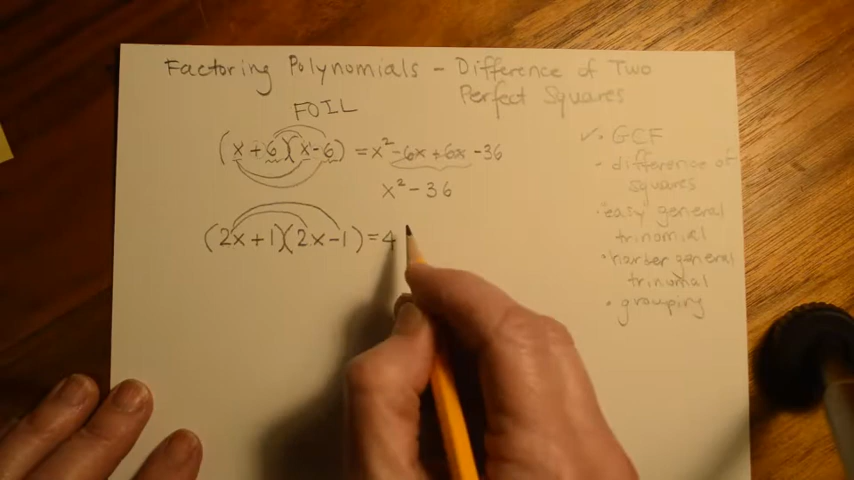 Factoring Polynomials - Difference of Two
Perfect Squares
FOIL
(x+6)(x-6) = x²-6x+6x-36
x²-36
(2x+1)(2x-1) = 4
✓• GCF
• difference of
squares
• easy general
trinomial
• harder general
trinomial
• grouping